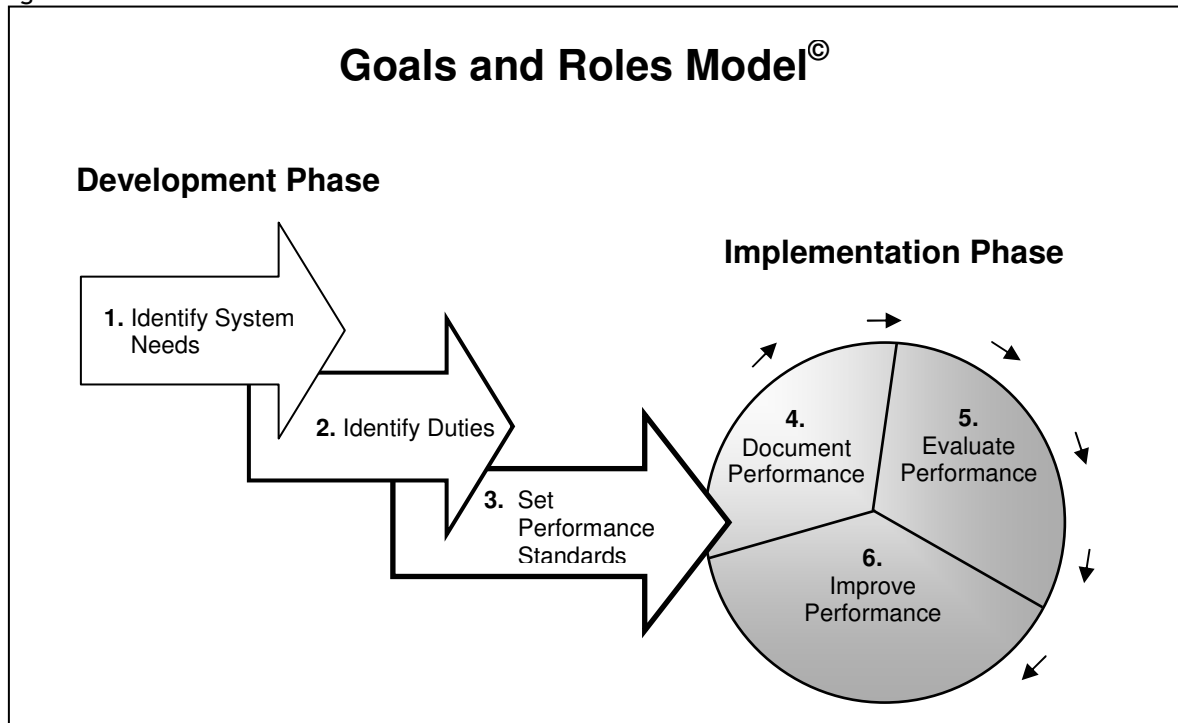 Goals and Roles Model©
Development Phase
Implementation Phase
1. Identify System
Needs
2. Identify Duties
3. Set
Performance
Standards
4.
Document
Performance
5.
Evaluate
Performance
6.
Improve
Performance